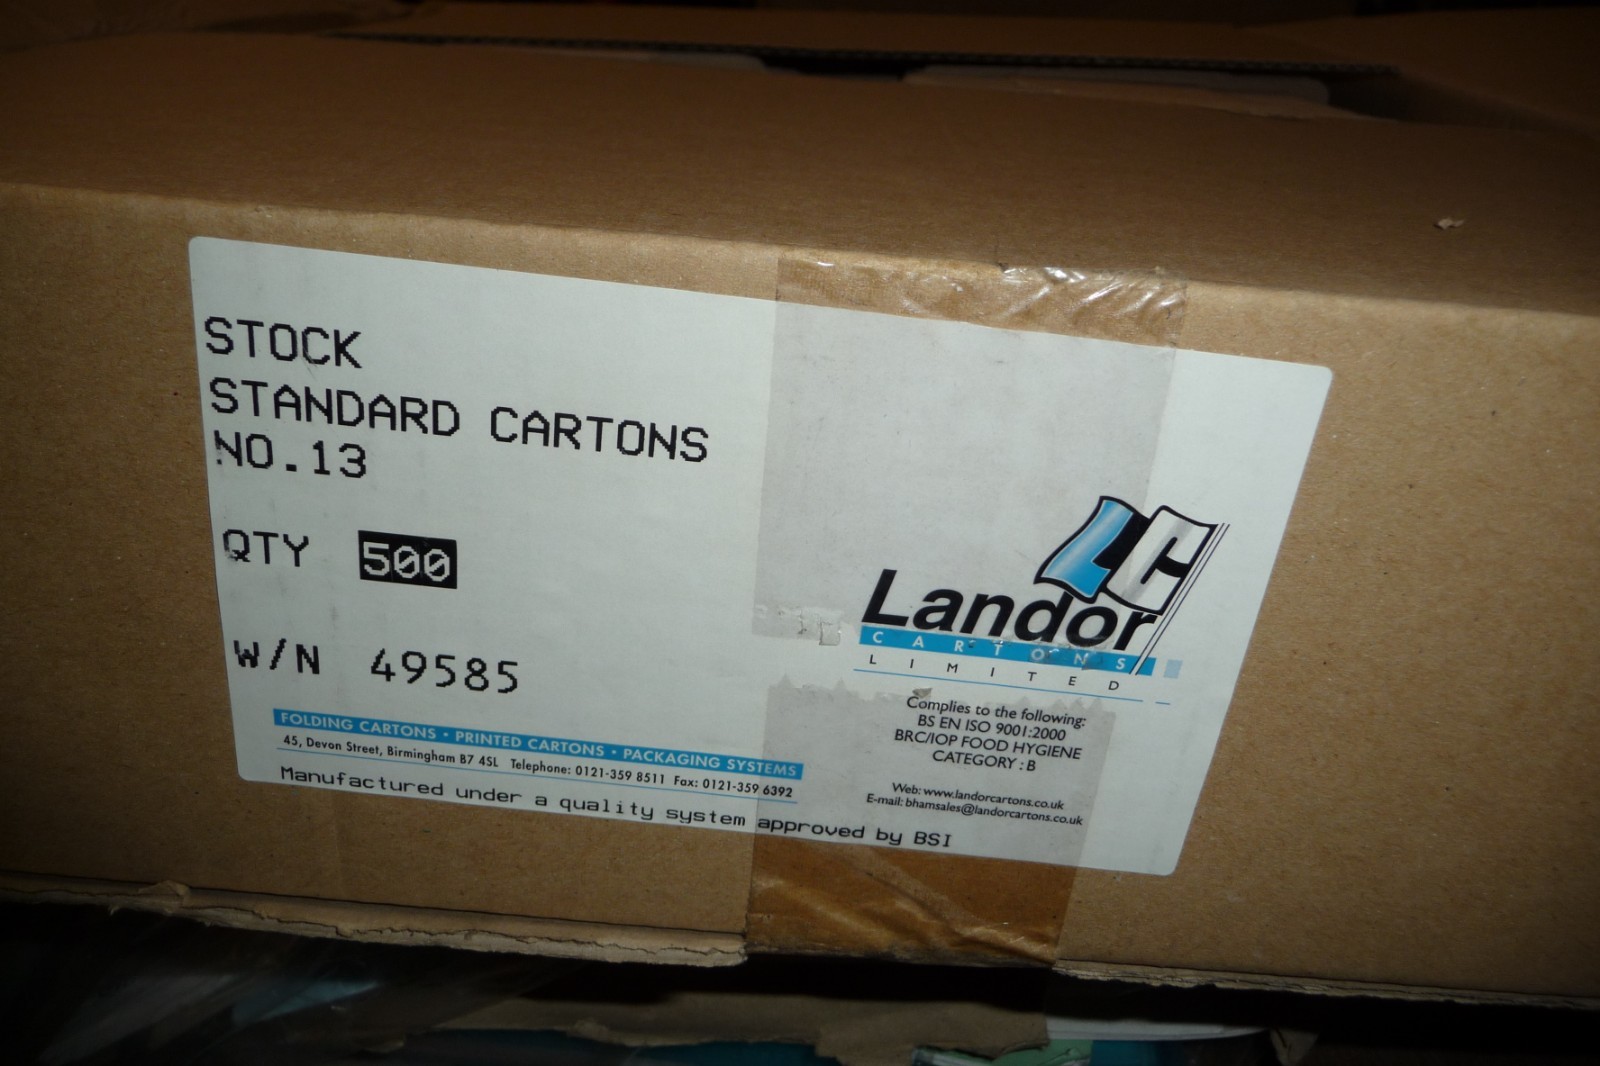 STOCK
STANDARD CARTONS
NO.13
QTY 500
W/N 49585
LC
Landor
CARTONS
LIMITED
Complies to the following:
BS EN ISO 9001:2000
BRC/IOP FOOD HYGIENE
CATEGORY : B
Web: www.landorcartons.co.uk
E-mail: bhamsales@landorcartons.co.uk
FOLDING CARTONS • PRINTED CARTONS • PACKAGING SYSTEMS
45, Devon Street, Birmingham B7 4SL Telephone: 0121-359 8511 Fax: 0121-359 6392
Manufactured under a quality system approved by BSI